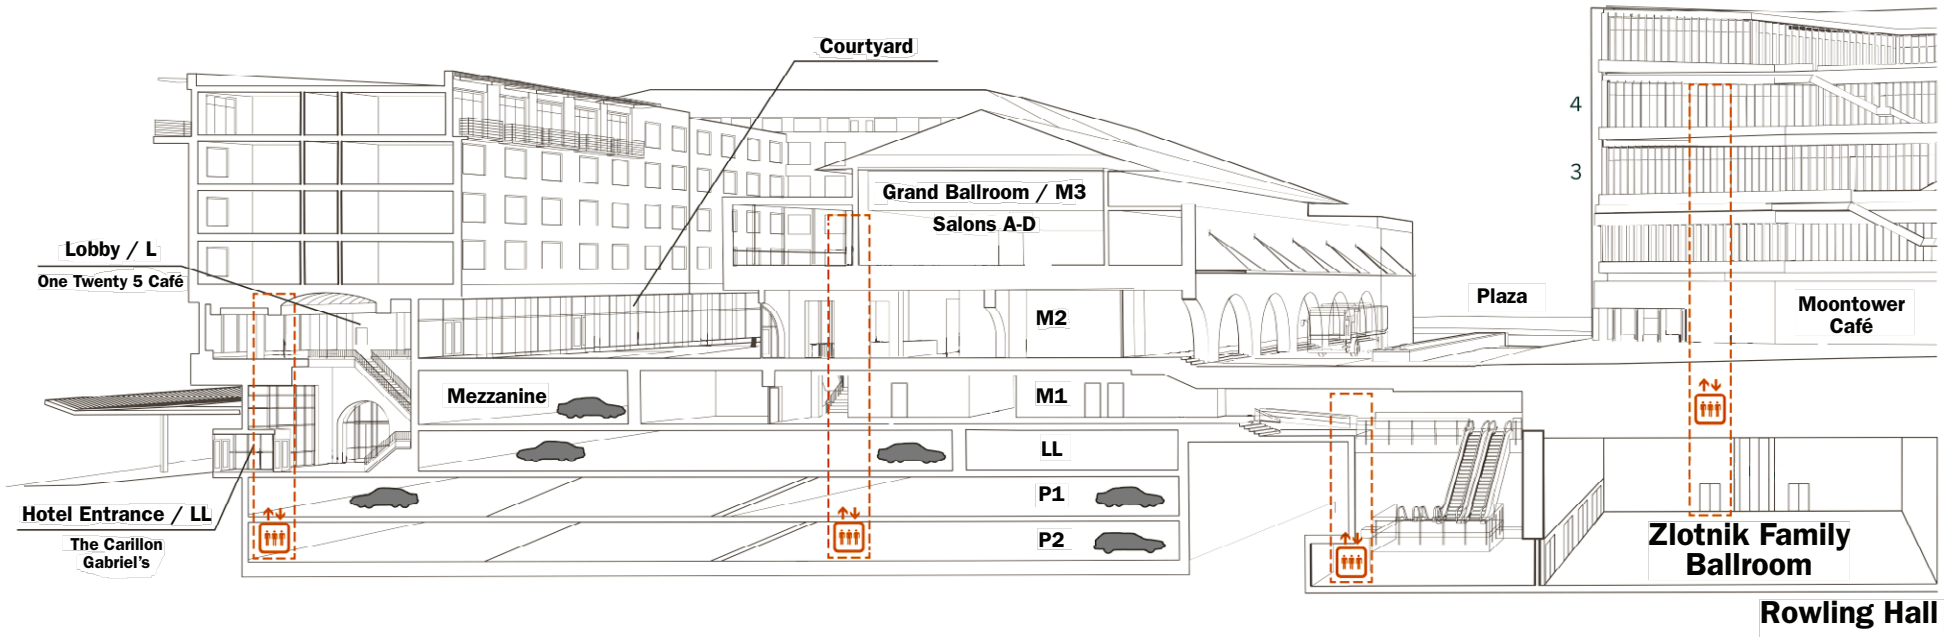 Courtyard
4
3
Grand Ballroom / M3
Salons A-D
Lobby / L
One Twenty 5 Café
Plaza
Moontower
Café
M2
Mezzanine
M1
LL
P1
Hotel Entrance / LL
The Carillon
Gabriel's
P2
Zlotnik Family
Ballroom
Rowling Hall